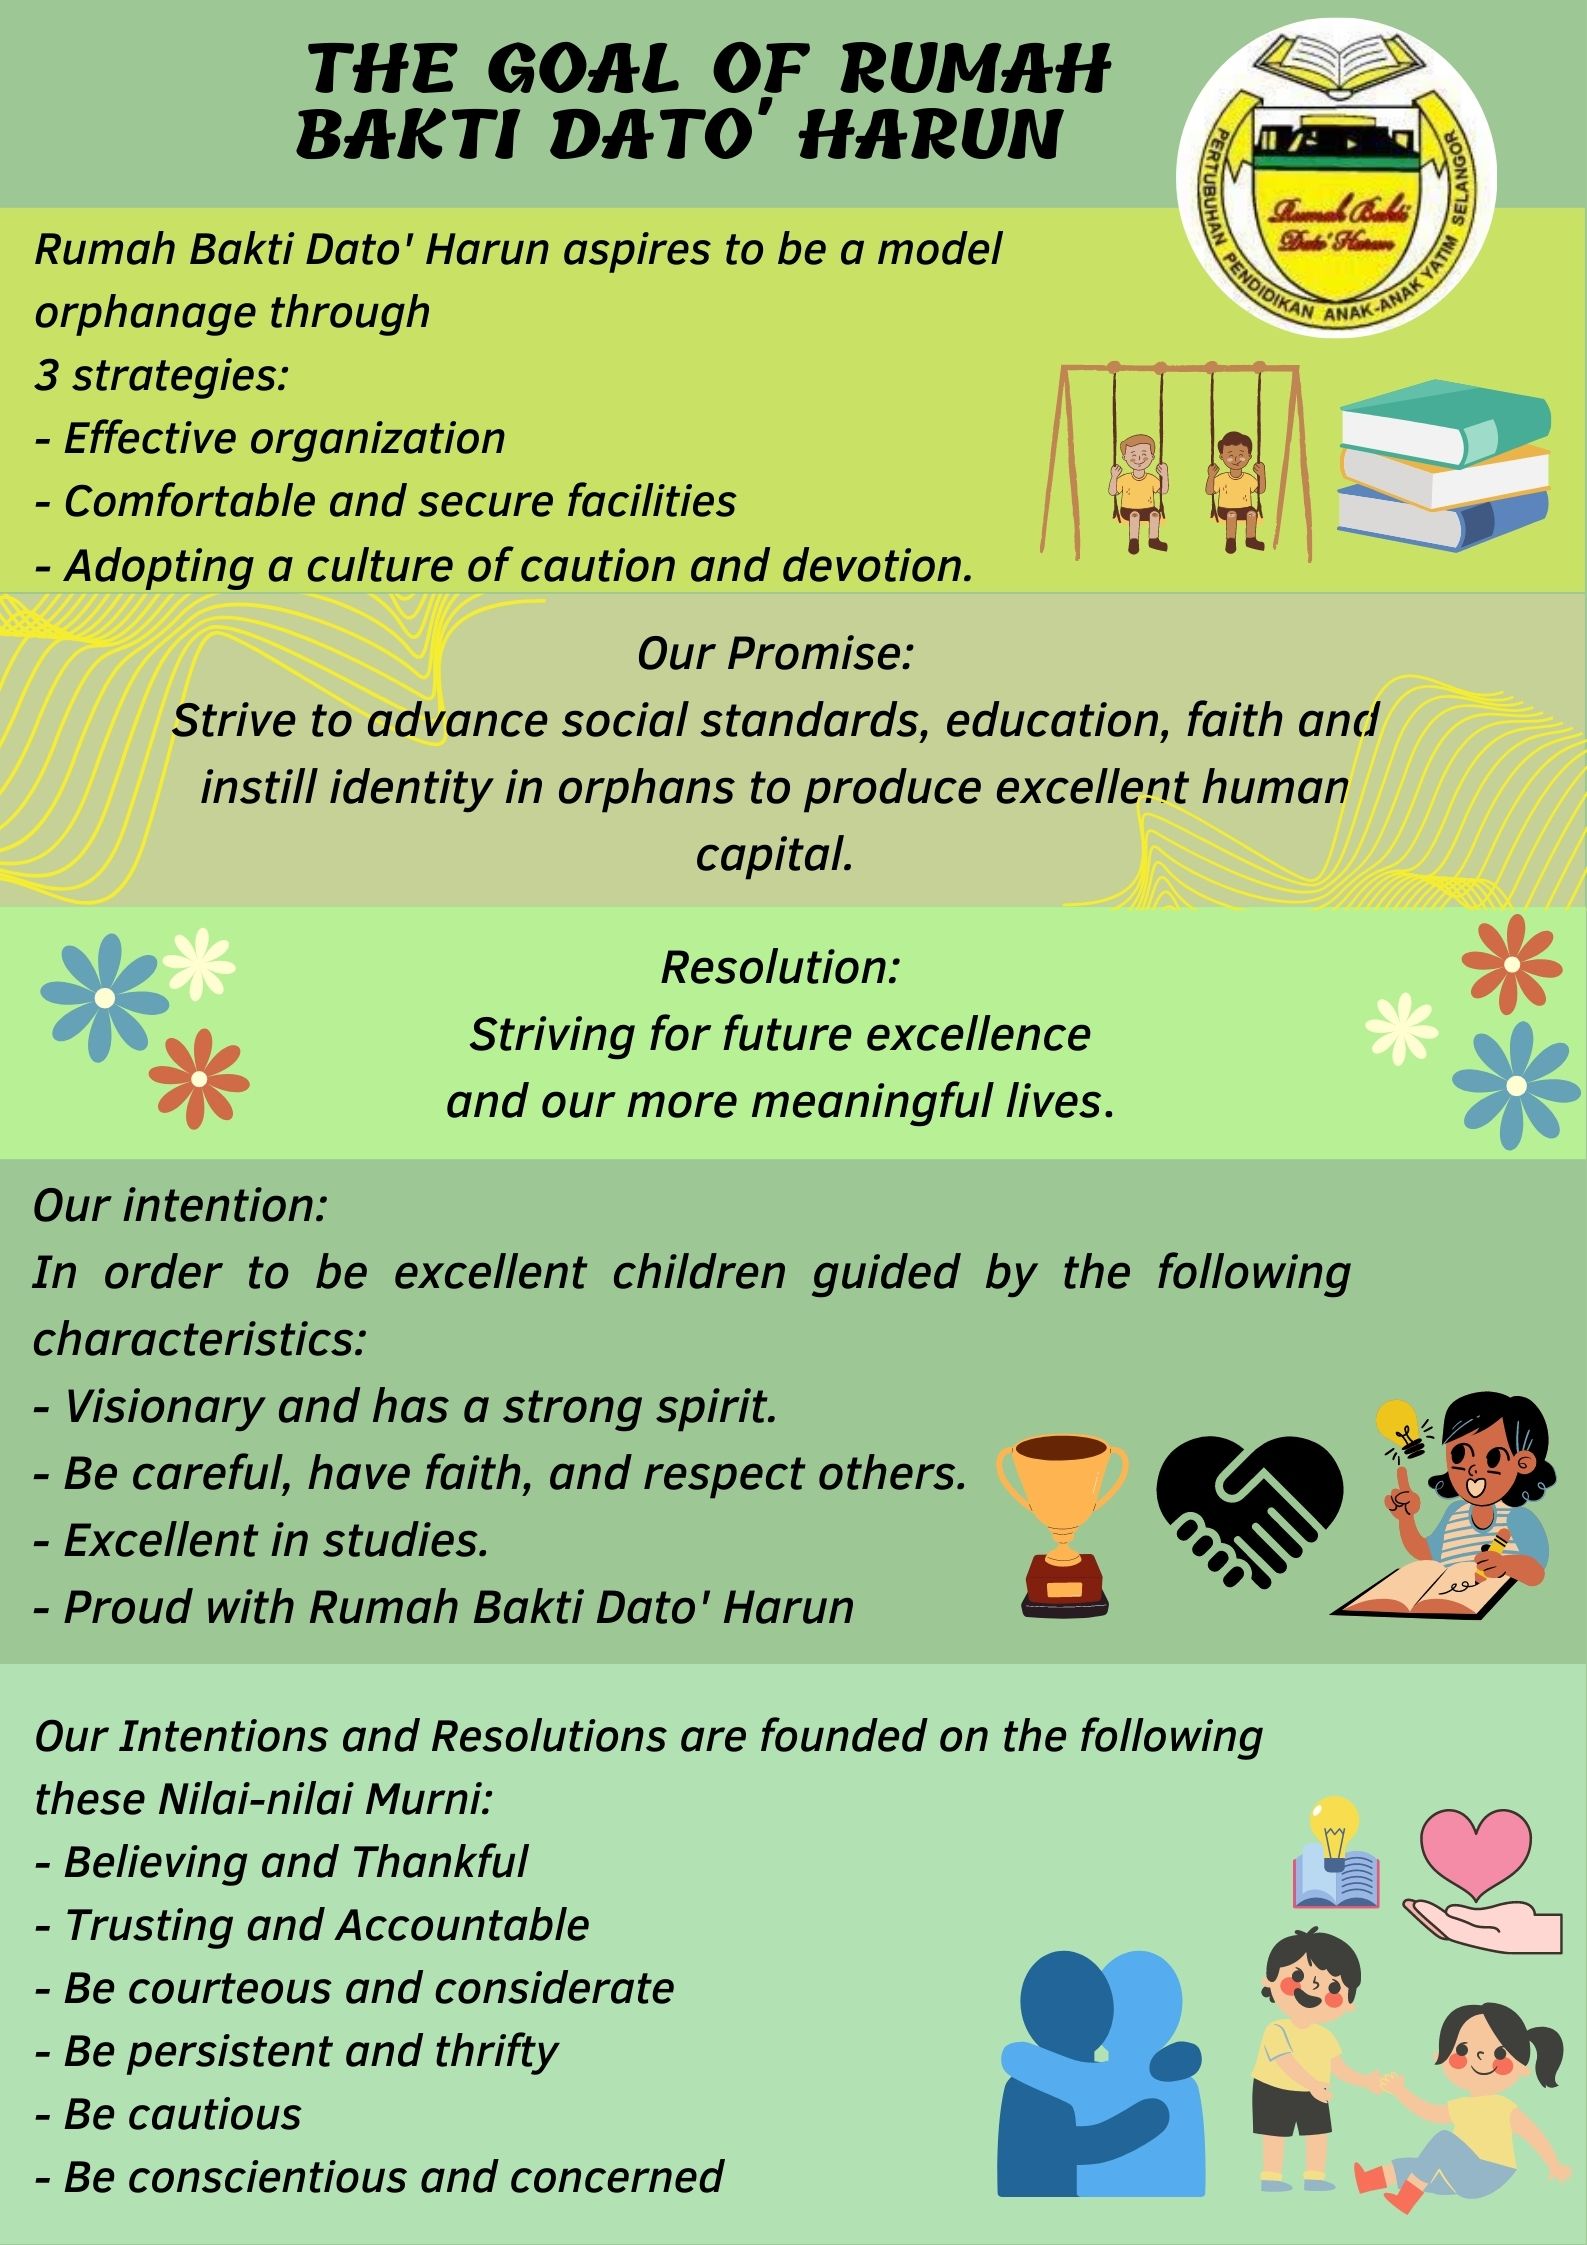 THE GOAL OF RUMAH
BAKTI DATO' HARUN
PERTUBUHAN PENDIDIKAN ANAK-ANAK YATIM SELANGOR
Rumah Bakti
Dato' Harun
Rumah Bakti Dato' Harun aspires to be a model
orphanage through
3 strategies:
- Effective organization
- Comfortable and secure facilities
- Adopting a culture of caution and devotion.
Our Promise:
Strive to advance social standards, education, faith and
instill identity in orphans to produce excellent human
capital.
Resolution:
Striving for future excellence
and our more meaningful lives.
Our intention:
In order to be excellent children guided by the following
characteristics:
- Visionary and has a strong spirit.
- Be careful, have faith, and respect others.
- Excellent in studies.
- Proud with Rumah Bakti Dato' Harun
Our Intentions and Resolutions are founded on the following
these Nilai-nilai Murni:
- Believing and Thankful
- Trusting and Accountable
- Be courteous and considerate
- Be persistent and thrifty
- Be cautious
- Be conscientious and concerned